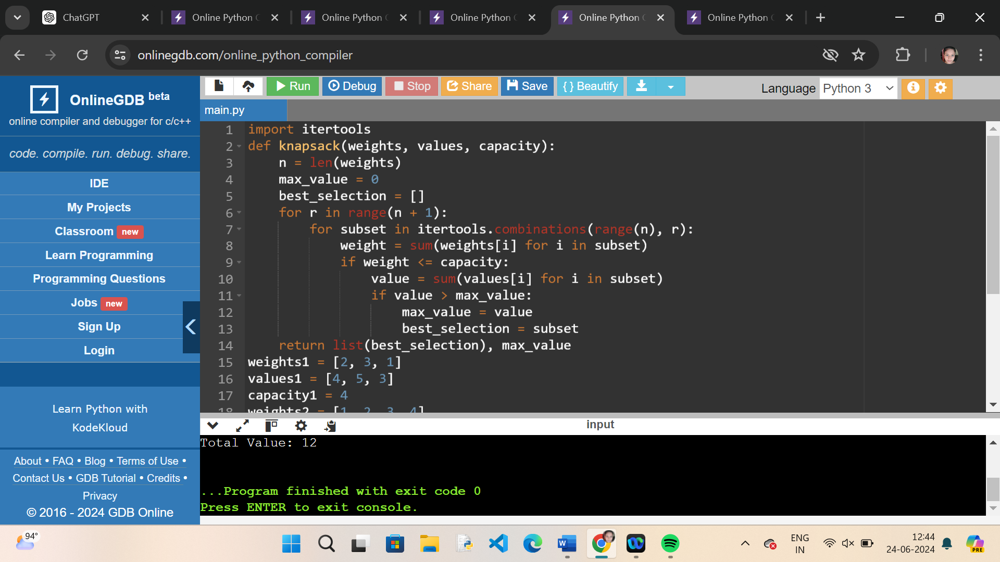 ChatGPT
Online Python
Online Python
Online Python
Online Python
Online Python
onlinegdb.com/online_python_compiler
OnlineGDB beta
online compiler and debugger for c/c++
code. compile. run. debug. share.
IDE
My Projects
Classroom new
Learn Programming
Programming Questions
Jobs new
Sign Up
Login
Learn Python with
KodeKloud
About • FAQ • Blog • Terms of Use •
Contact Us • GDB Tutorial • Credits •
Privacy
© 2016 - 2024 GDB Online
Run Debug Stop Share Save {} Beautify
Language Python 3
main.py
1 import itertools
2 def knapsack(weights, values, capacity):
3 n = len(weights)
4 max_value = 0
5 best_selection = []
6 for r in range(n + 1):
7 for subset in itertools.combinations(range(n), r):
8 weight = sum(weights[i] for i in subset)
9 if weight <= capacity:
10 value = sum(values[i] for i in subset)
11 if value > max_value:
12 max_value = value
13 best_selection = subset
14 return list(best_selection), max_value
15 weights1 = [2, 3, 1]
16 values1 = [4, 5, 3]
17 capacity1 = 4
18 weights2 = [1, 2, 3, 4]
input
Total Value: 12
...Program finished with exit code 0
Press ENTER to exit console.
94°
ENG
IN
12:44
24-06-2024
PRE